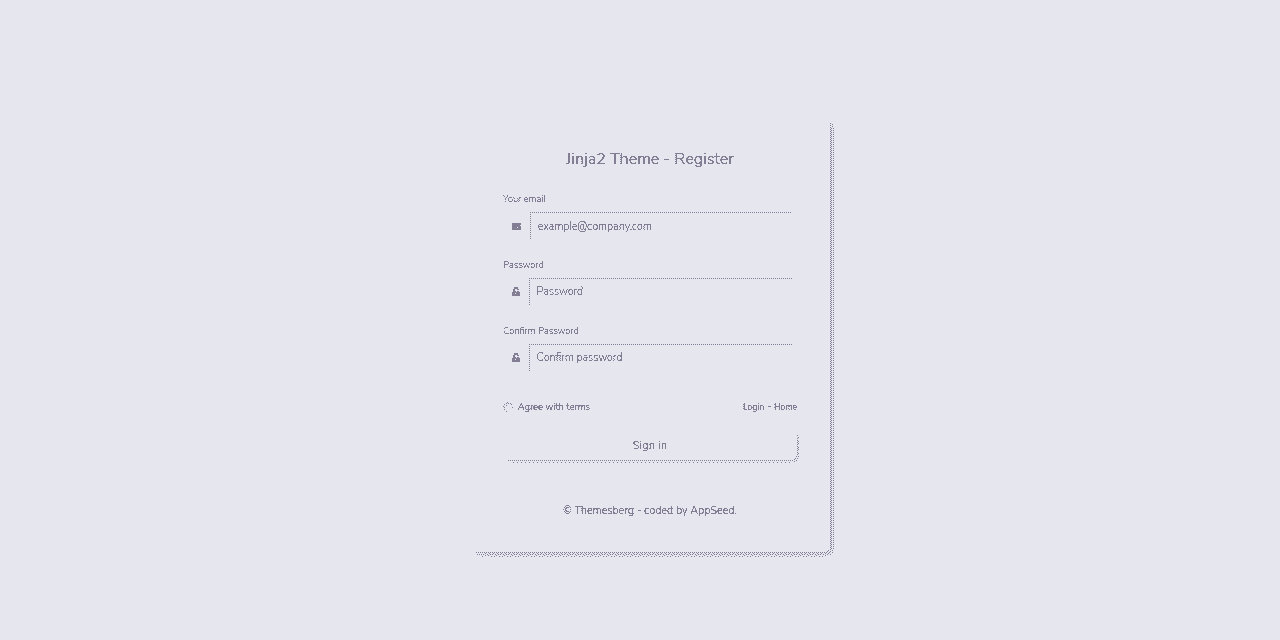 Jinja2 Theme - Register
Your email
example@company.com
Password
Password
Confirm Password
Confirm password
Agree with terms
Login - Home
Sign in
© Themesberg - coded by AppSeed.